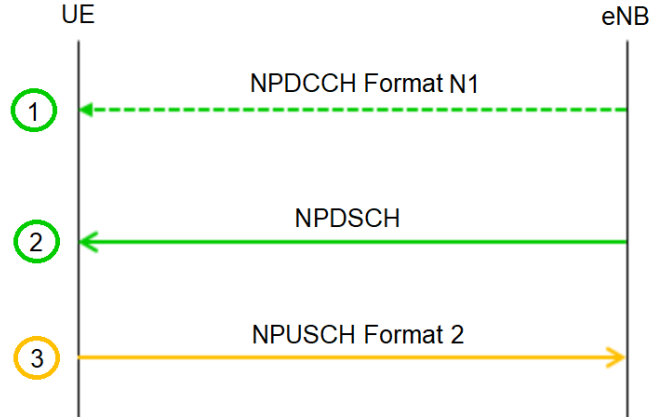 UE
eNB
NPDCCH Format N1
1
NPDSCH
2
NPUSCH Format 2
3